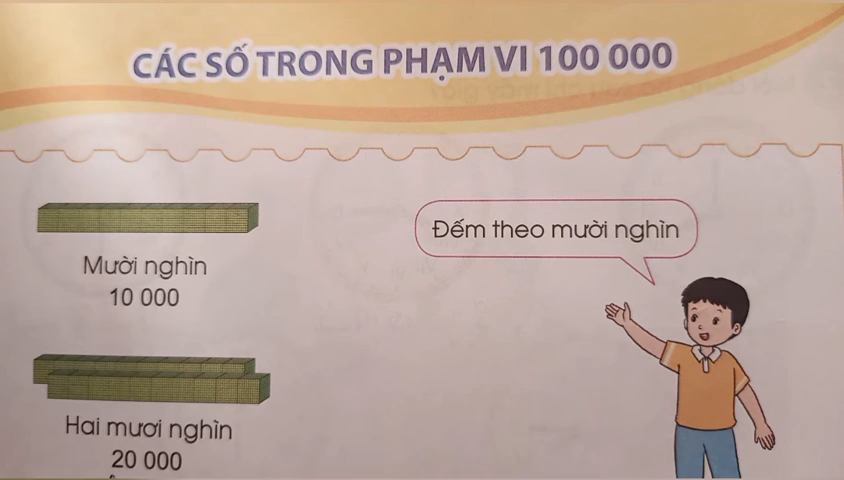 CÁC SỐ TRONG PHẠM VI 100 000
Đếm theo mười nghìn
Mười nghìn
10 000
Hai mươi nghìn
20 000